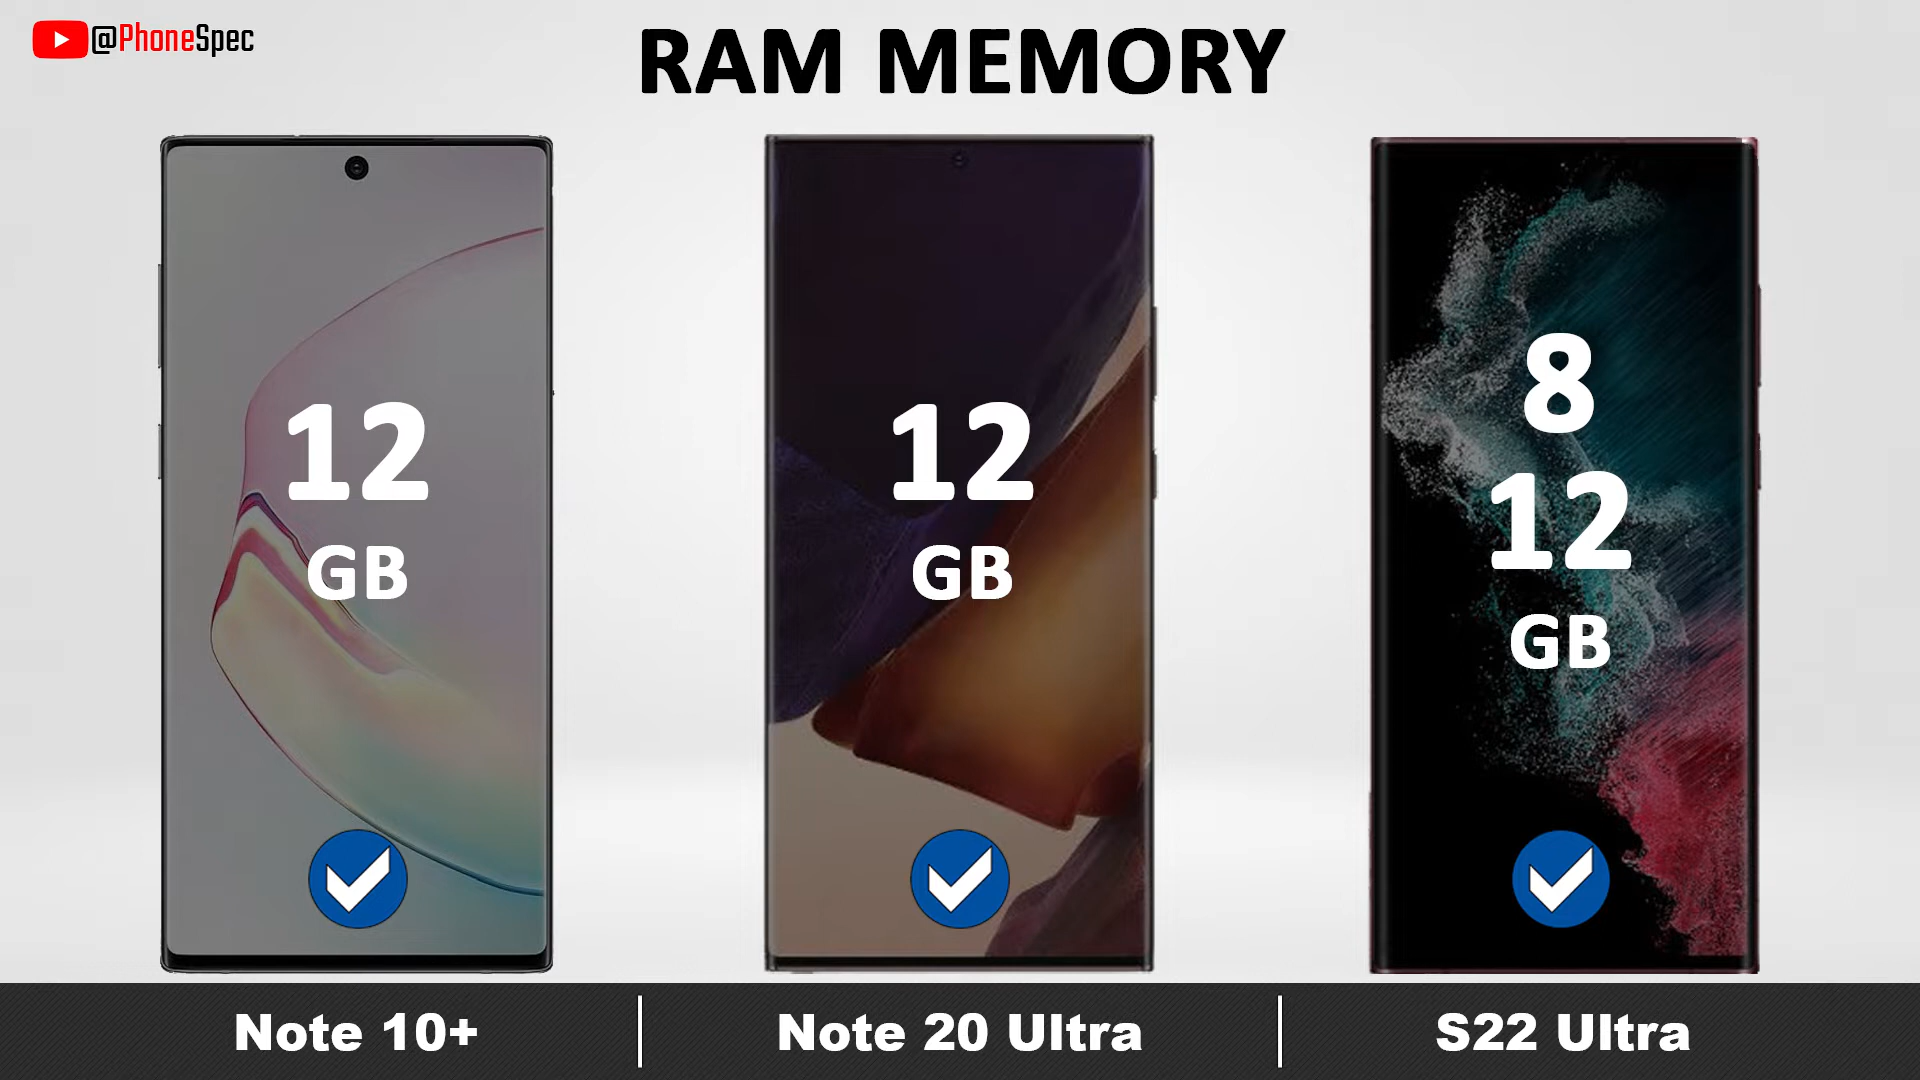 @PhoneSpec
RAM MEMORY
12
GB
12
GB
8
12
GB
Note 10+
Note 20 Ultra
S22 Ultra